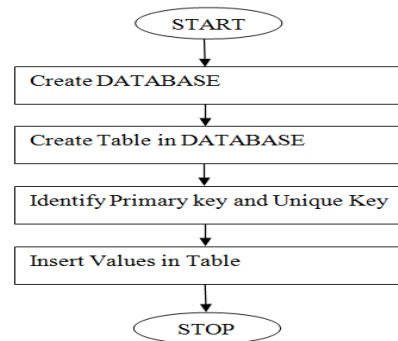 START
Create DATABASE
Create Table in DATABASE
Identify Primary key and Unique Key
Insert Values in Table
STOP